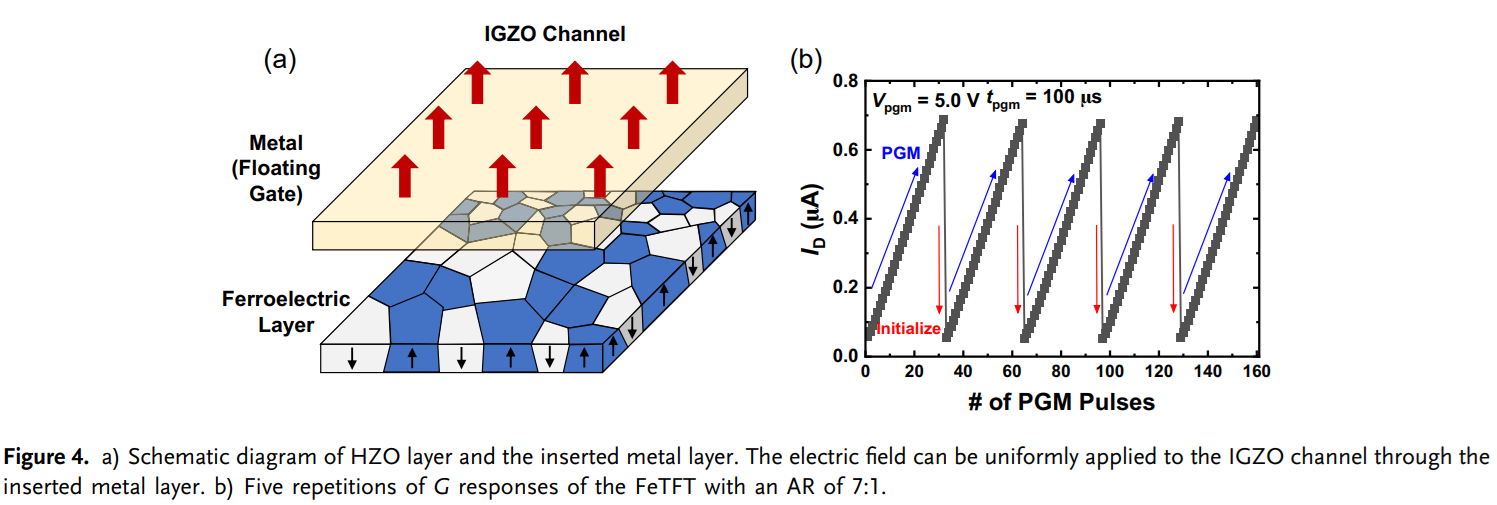 (a)
IGZO Channel
Metal
(Floating
Gate)
Ferroelectric
Layer
(b)
V_pgm = 5.0 V t_pgm = 100 μs
PGM
Initialize
I_D (μA)
0.8
0.6
0.4
0.2
0.0
0 20 40 60 80 100 120 140 160
# of PGM Pulses
Figure 4. a) Schematic diagram of HZO layer and the inserted metal layer. The electric field can be uniformly applied to the IGZO channel through the
inserted metal layer. b) Five repetitions of G responses of the FeTFT with an AR of 7:1.